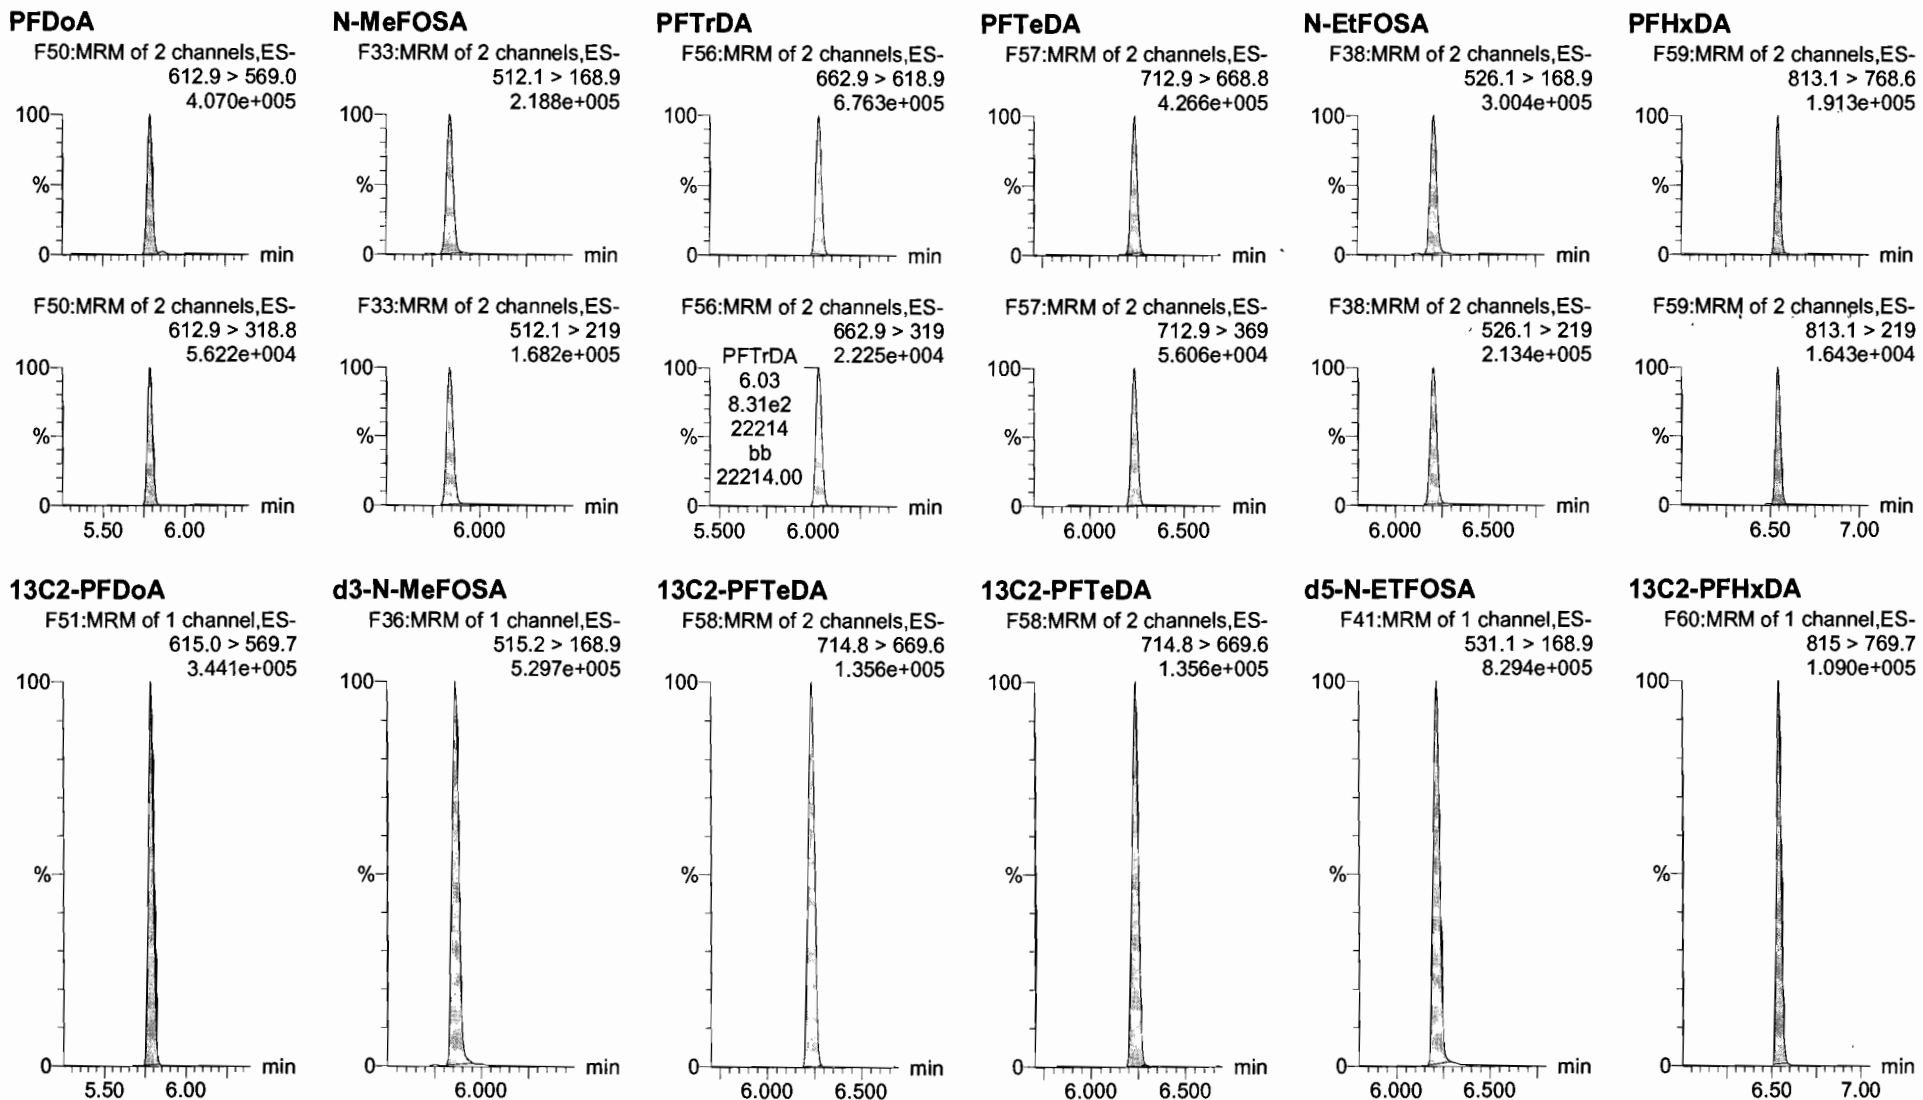 PFDoA
F50:MRM of 2 channels,ES-
612.9 > 569.0
4.070e+005
100
%
0
min
F50:MRM of 2 channels,ES-
612.9 > 318.8
5.622e+004
100
%
0
min
5.50 6.00
N-MeFOSA
F33:MRM of 2 channels,ES-
512.1 > 168.9
2.188e+005
100
%
0
min
F33:MRM of 2 channels,ES-
512.1 > 219
1.682e+005
100
%
0
min
6.000
PFTrDA
F56:MRM of 2 channels,ES-
662.9 > 618.9
6.763e+005
100
%
0
min
F56:MRM of 2 channels,ES-
662.9 > 319
2.225e+004
PFTrDA
6.03
8.31e2
22214
bb
22214.00
100
%
0
min
5.500 6.000
PFTeDA
F57:MRM of 2 channels,ES-
712.9 > 668.8
4.266e+005
100
%
0
min
F57:MRM of 2 channels,ES-
712.9 > 369
5.606e+004
100
%
0
min
6.000 6.500
N-EtFOSA
F38:MRM of 2 channels,ES-
526.1 > 168.9
3.004e+005
100
%
0
min
F38:MRM of 2 channels,ES-
526.1 > 219
2.134e+005
100
%
0
min
6.000 6.500
PFHxDA
F59:MRM of 2 channels,ES-
813.1 > 768.6
1.913e+005
100
%
0
min
F59:MRM of 2 channels,ES-
813.1 > 219
1.643e+004
100
%
0
min
6.50 7.00
13C2-PFDoA
F51:MRM of 1 channel,ES-
615.0 > 569.7
3.441e+005
100
%
0
min
5.50 6.00
d3-N-MeFOSA
F36:MRM of 1 channel,ES-
515.2 > 168.9
5.297e+005
100
%
0
min
6.000
13C2-PFTeDA
F58:MRM of 2 channels,ES-
714.8 > 669.6
1.356e+005
100
%
0
min
6.000 6.500
13C2-PFTeDA
F58:MRM of 2 channels,ES-
714.8 > 669.6
1.356e+005
100
%
0
min
6.000 6.500
d5-N-ETFOSA
F41:MRM of 1 channel,ES-
531.1 > 168.9
8.294e+005
100
%
0
min
6.000 6.500
13C2-PFHxDA
F60:MRM of 1 channel,ES-
815 > 769.7
1.090e+005
100
%
0
min
6.50 7.00